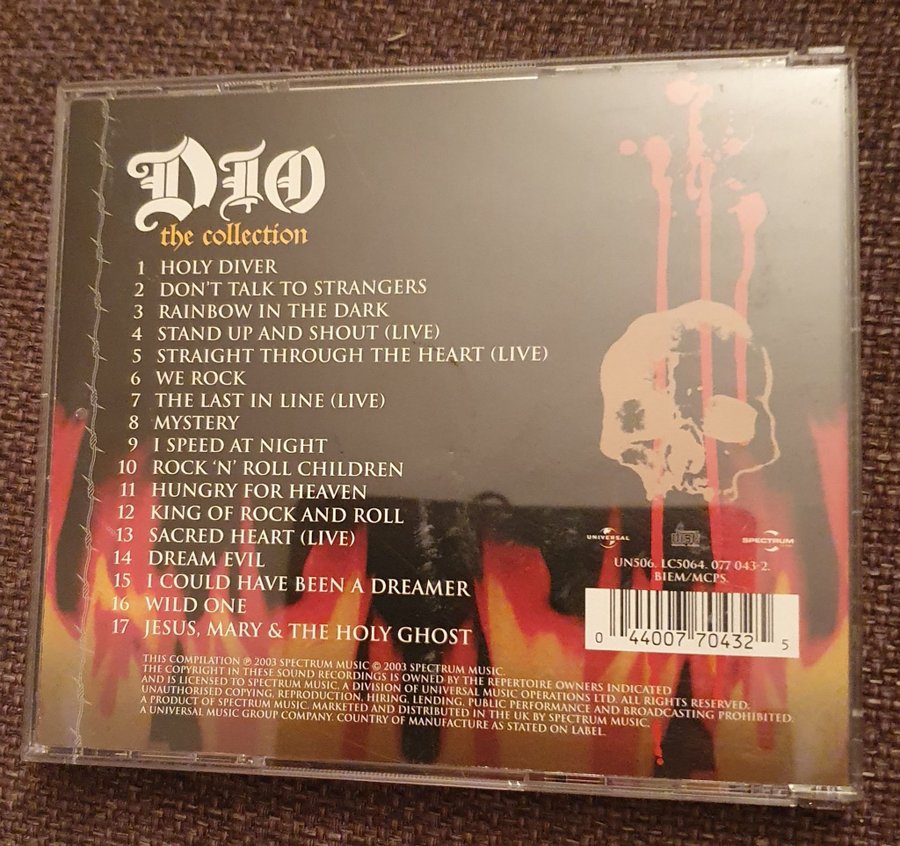 DIO
the collection
1 HOLY DIVER
2 DON'T TALK TO STRANGERS
3 RAINBOW IN THE DARK
4 STAND UP AND SHOUT (LIVE)
5 STRAIGHT THROUGH THE HEART (LIVE)
6 WE ROCK
7 THE LAST IN LINE (LIVE)
8 MYSTERY
9 I SPEED AT NIGHT
10 ROCK 'N' ROLL CHILDREN
11 HUNGRY FOR HEAVEN
12 KING OF ROCK AND ROLL
13 SACRED HEART (LIVE)
14 DREAM EVIL
15 I COULD HAVE BEEN A DREAMER
16 WILD ONE
17 JESUS, MARY & THE HOLY GHOST
UNIVERSAL
SPECTRUM
UN506. LC5064. 077 043-2.
BIEM/MCPS.
0 44007 70432 5
THIS COMPILATION ℗ 2003 SPECTRUM MUSIC © 2003 SPECTRUM MUSIC.
THE COPYRIGHT IN THESE SOUND RECORDINGS IS OWNED BY THE REPERTOIRE OWNERS INDICATED
AND IS LICENSED TO SPECTRUM MUSIC, A DIVISION OF UNIVERSAL MUSIC OPERATIONS LTD. ALL RIGHTS RESERVED.
UNAUTHORISED COPYING, REPRODUCTION, HIRING, LENDING, PUBLIC PERFORMANCE AND BROADCASTING PROHIBITED.
A PRODUCT OF SPECTRUM MUSIC. MARKETED AND DISTRIBUTED IN THE UK BY SPECTRUM MUSIC.
A UNIVERSAL MUSIC GROUP COMPANY. COUNTRY OF MANUFACTURE AS STATED ON LABEL.